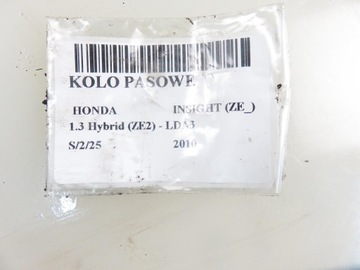 KOLO PASOWE
HONDA INSIGHT (ZE_)
1.3 Hybrid (ZE2) - LDA3
S/2/25 2010